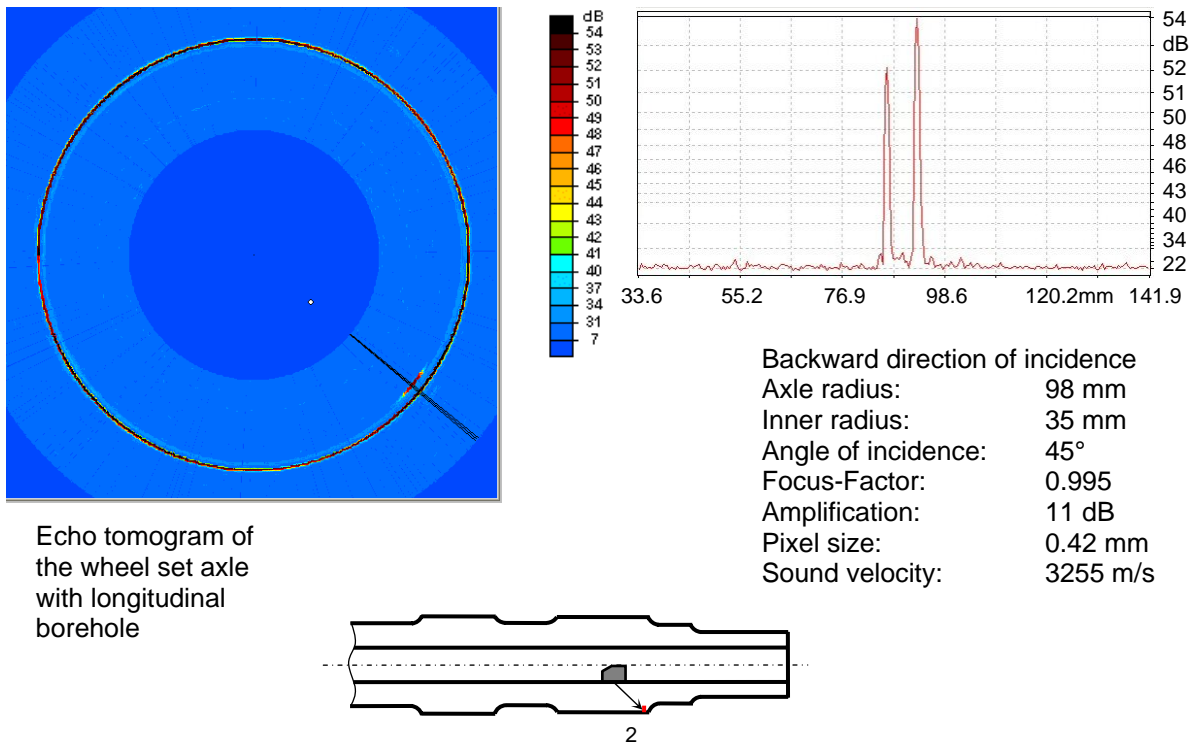 dB
54
53
52
51
50
49
48
47
46
45
44
43
42
41
40
37
34
31
7
54
dB
52
51
50
48
46
43
40
34
22
33.6 55.2 76.9 98.6 120.2mm 141.9
Backward direction of incidence
Axle radius: 98 mm
Inner radius: 35 mm
Angle of incidence: 45°
Focus-Factor: 0.995
Amplification: 11 dB
Pixel size: 0.42 mm
Sound velocity: 3255 m/s
Echo tomogram of
the wheel set axle
with longitudinal
borehole
2